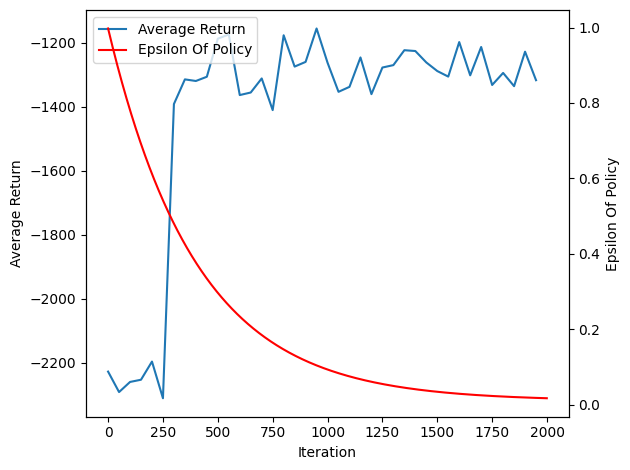 Average Return
Epsilon Of Policy
−1200
−1400
−1600
−1800
−2000
−2200
Average Return
1.0
0.8
0.6
0.4
0.2
0.0
Epsilon Of Policy
0 250 500 750 1000 1250 1500 1750 2000
Iteration